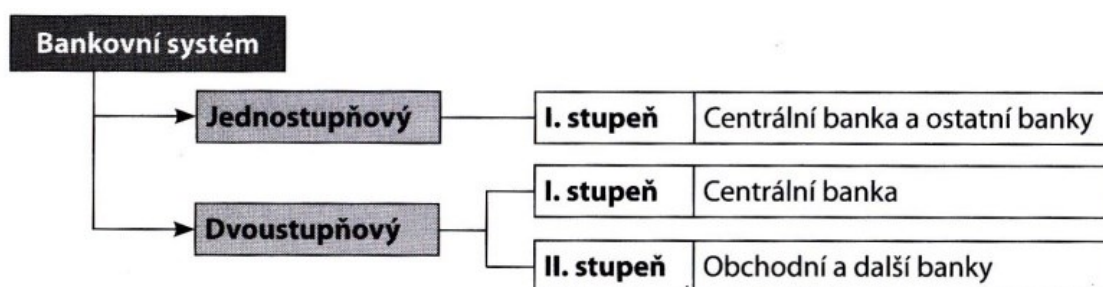 Bankovní systém
Jednostupňový
I. stupeň Centrální banka a ostatní banky
I. stupeň Centrální banka
Dvoustupňový
II. stupeň Obchodní a další banky